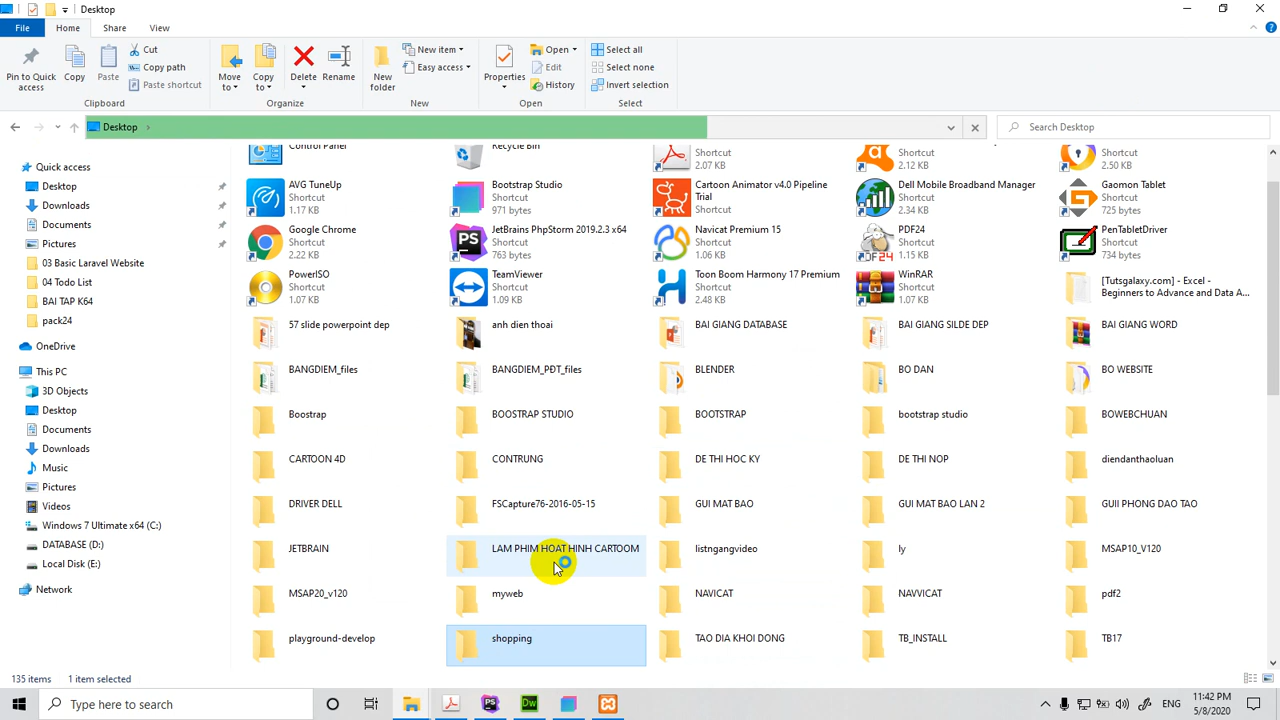 Desktop
File Home Share View
Pin to Quick access
Copy
Paste
Cut
Copy path
Paste shortcut
Clipboard
Move to
Copy to
Delete
Rename
Organize
New folder
New item
Easy access
New
Properties
Open
Edit
History
Open
Select all
Select none
Invert selection
Select
Desktop
Search Desktop
Quick access
Desktop
Downloads
Documents
Pictures
03 Basic Laravel Website
04 Todo List
BAI TAP K64
pack24
OneDrive
This PC
3D Objects
Desktop
Documents
Downloads
Music
Pictures
Videos
Windows 7 Ultimate x64 (C:)
DATABASE (D:)
Local Disk (E:)
Network
Control Panel
Recycle Bin
Shortcut
2.07 KB
Shortcut
2.12 KB
Shortcut
2.50 KB
AVG TuneUp
Shortcut
1.17 KB
Bootstrap Studio
Shortcut
971 bytes
Cartoon Animator v4.0 Pipeline
Trial
Shortcut
Dell Mobile Broadband Manager
Shortcut
2.34 KB
Gaomon Tablet
Shortcut
725 bytes
Google Chrome
Shortcut
2.22 KB
JetBrains PhpStorm 2019.2.3 x64
Shortcut
763 bytes
Navicat Premium 15
Shortcut
1.06 KB
PDF24
Shortcut
1.15 KB
PenTabletDriver
Shortcut
734 bytes
PowerISO
Shortcut
1.07 KB
TeamViewer
Shortcut
1.09 KB
Toon Boom Harmony 17 Premium
Shortcut
2.48 KB
WinRAR
Shortcut
1.07 KB
[Tutsgalaxy.com] - Excel -
Beginners to Advance and Data A...
57 slide powerpoint dep
anh dien thoai
BAI GIANG DATABASE
BAI GIANG SILDE DEP
BAI GIANG WORD
BANGDIEM_files
BANGDIEM_PĐT_files
BLENDER
BO DAN
BO WEBSITE
Boostrap
BOOSTRAP STUDIO
BOOTSTRAP
bootstrap studio
BOWEBCHUAN
CARTOON 4D
CONTRUNG
DE THI HOC KY
DE THI NOP
diendanthaoluan
DRIVER DELL
FSCapture76-2016-05-15
GUI MAT BAO
GUI MAT BAO LAN 2
GUII PHONG DAO TAO
JETBRAIN
LAM PHIM HOAT HINH CARTOOM
listngangvideo
ly
MSAP10_V120
MSAP20_v120
myweb
NAVICAT
NAVVICAT
pdf2
playground-develop
shopping
TAO DIA KHOI DONG
TB_INSTALL
TB17
135 items 1 item selected
Type here to search
ENG
11:42 PM
5/8/2020